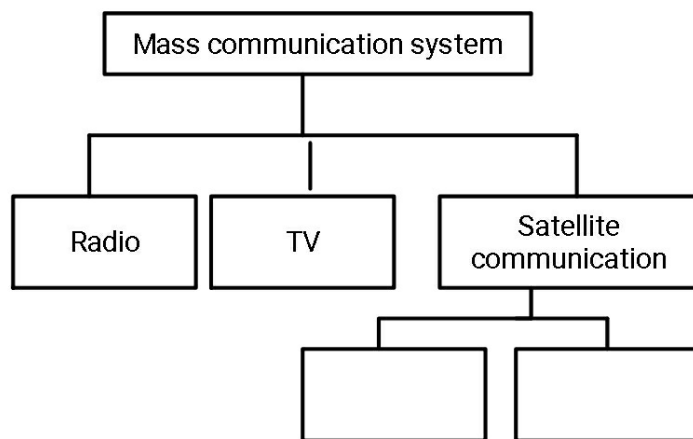 Mass communication system
Radio
TV
Satellite
communication